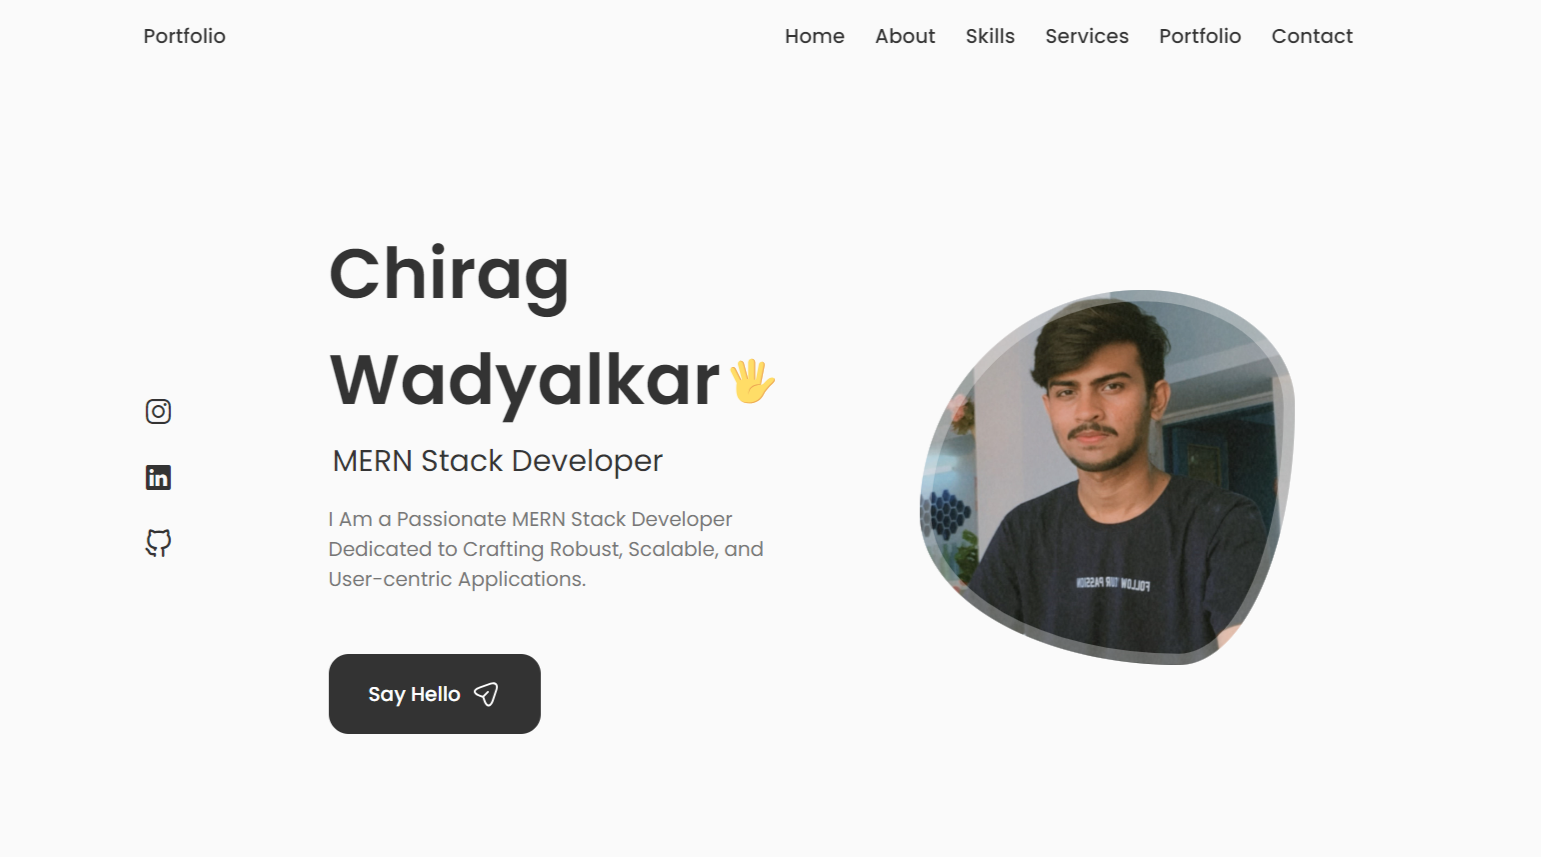 Portfolio
Home About Skills Services Portfolio Contact
Chirag
Wadyalkar
MERN Stack Developer
I Am a Passionate MERN Stack Developer
Dedicated to Crafting Robust, Scalable, and
User-centric Applications.
Say Hello
in
FOLLOW YOUR PASSION